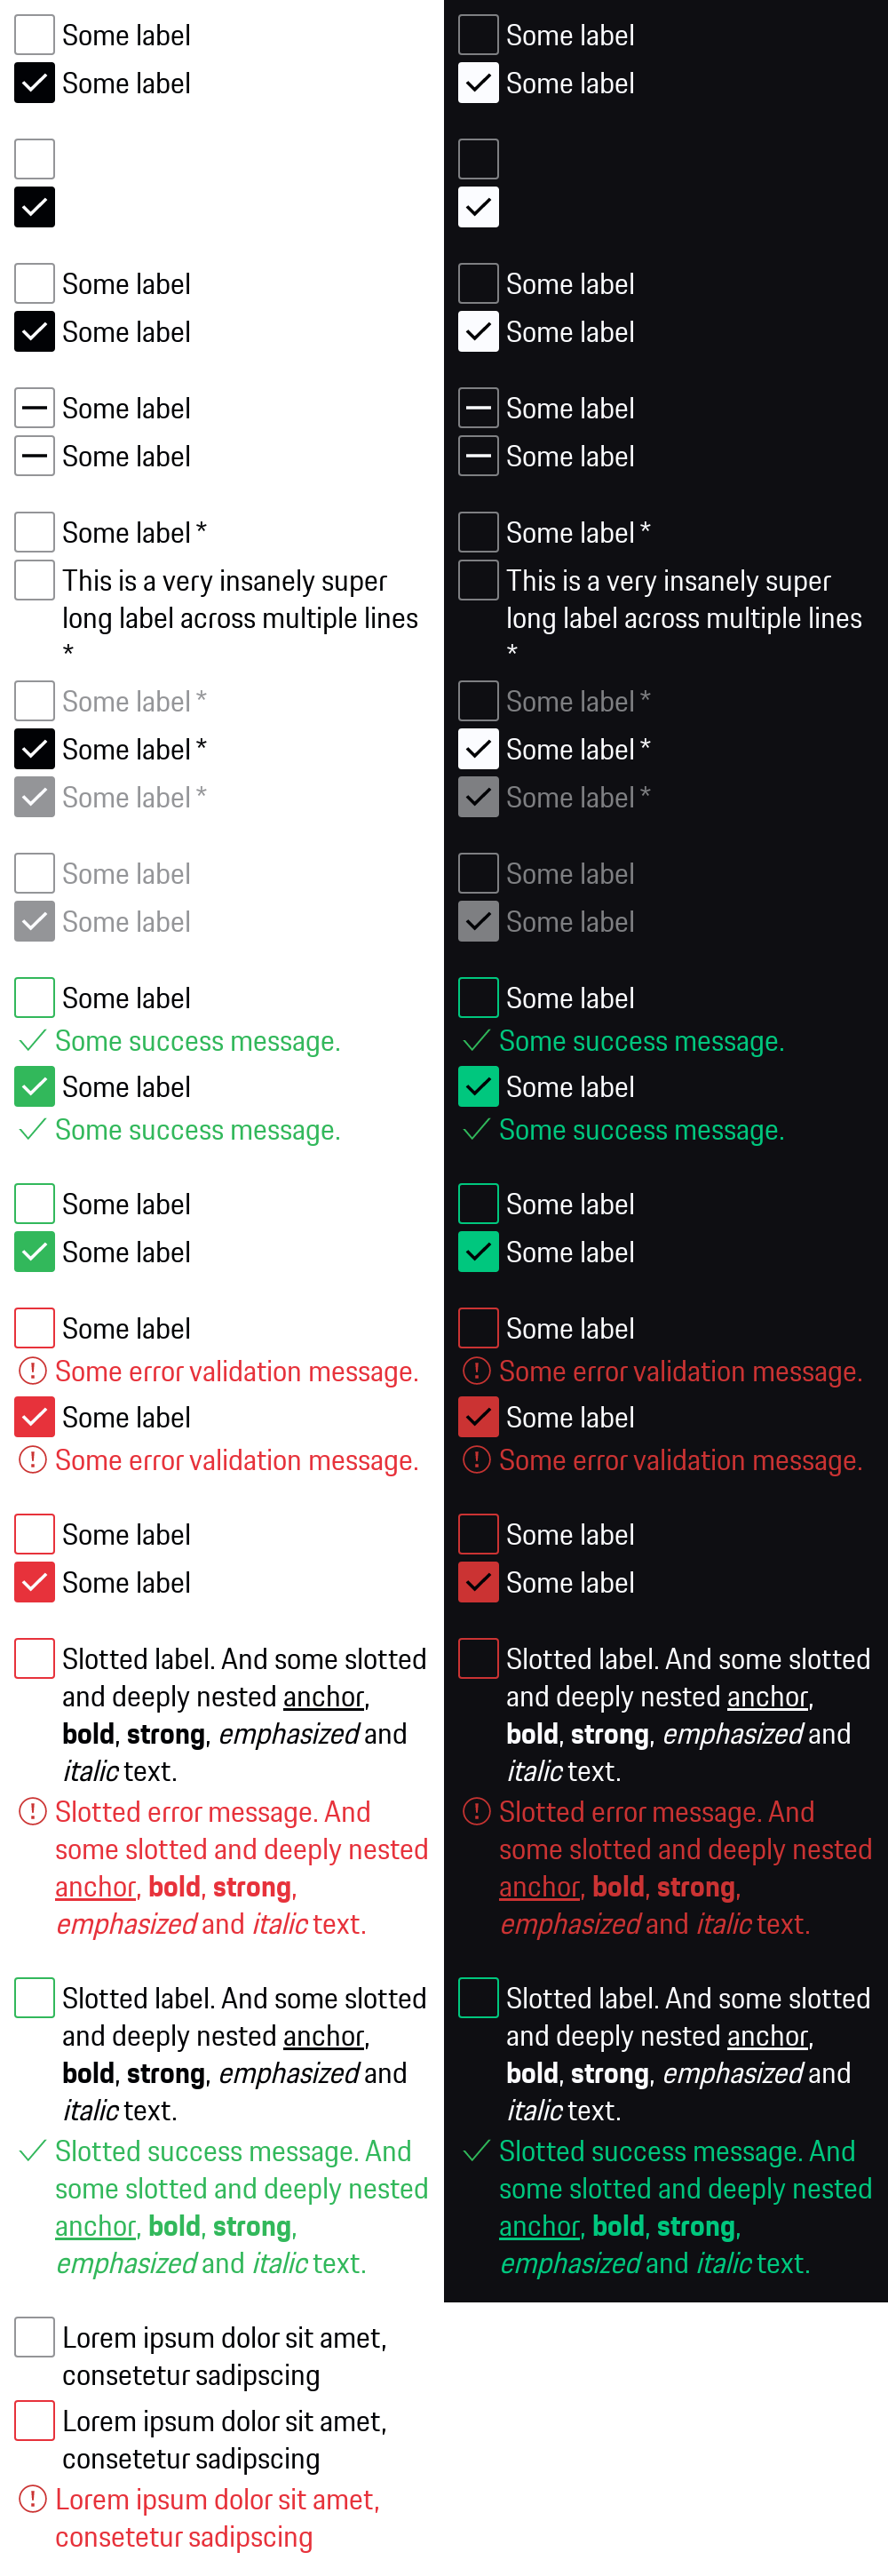 Some label
Some label
Some label
Some label
Some label
Some label
Some label *
This is a very insanely super
long label across multiple lines
*
Some label *
Some label *
Some label *
Some label
Some label
Some label
Some success message.
Some label
Some success message.
Some label
Some label
Some label
Some error validation message.
Some label
Some error validation message.
Some label
Some label
Slotted label. And some slotted
and deeply nested anchor,
bold, strong, emphasized and
italic text.
Slotted error message. And
some slotted and deeply nested
anchor, bold, strong,
emphasized and italic text.
Slotted label. And some slotted
and deeply nested anchor,
bold, strong, emphasized and
italic text.
Slotted success message. And
some slotted and deeply nested
anchor, bold, strong,
emphasized and italic text.
Lorem ipsum dolor sit amet,
consetetur sadipscing
Lorem ipsum dolor sit amet,
consetetur sadipscing
Lorem ipsum dolor sit amet,
consetetur sadipscing
Some label
Some label
Some label
Some label
Some label
Some label
Some label *
This is a very insanely super
long label across multiple lines
*
Some label *
Some label *
Some label *
Some label
Some label
Some label
Some success message.
Some label
Some success message.
Some label
Some label
Some label
Some error validation message.
Some label
Some error validation message.
Some label
Some label
Slotted label. And some slotted
and deeply nested anchor,
bold, strong, emphasized and
italic text.
Slotted error message. And
some slotted and deeply nested
anchor, bold, strong,
emphasized and italic text.
Slotted label. And some slotted
and deeply nested anchor,
bold, strong, emphasized and
italic text.
Slotted success message. And
some slotted and deeply nested
anchor, bold, strong,
emphasized and italic text.